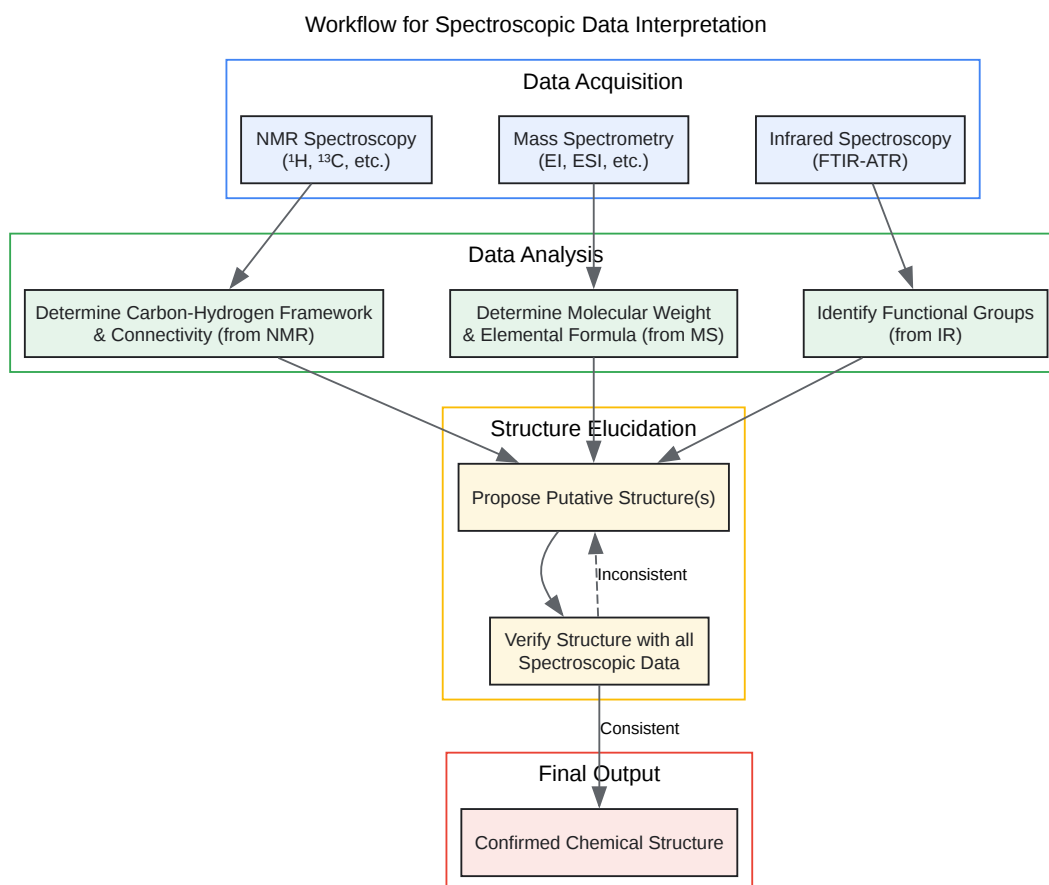 Workflow for Spectroscopic Data Interpretation
Data Acquisition
NMR Spectroscopy
(¹H, ¹³C, etc.)
Mass Spectrometry
(EI, ESI, etc.)
Infrared Spectroscopy
(FTIR-ATR)
Data Analysis
Determine Carbon-Hydrogen Framework
& Connectivity (from NMR)
Determine Molecular Weight
& Elemental Formula (from MS)
Identify Functional Groups
(from IR)
Structure Elucidation
Propose Putative Structure(s)
Inconsistent
Verify Structure with all
Spectroscopic Data
Consistent
Final Output
Confirmed Chemical Structure